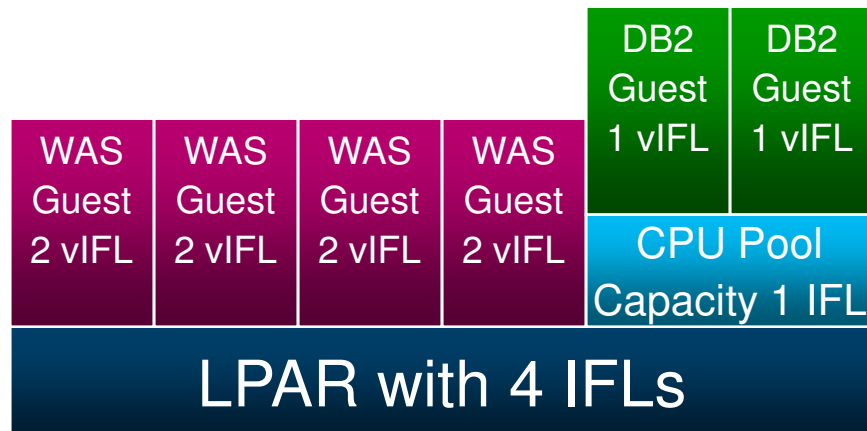 WAS
Guest
2 vIFL
WAS
Guest
2 vIFL
WAS
Guest
2 vIFL
WAS
Guest
2 vIFL
DB2
Guest
1 vIFL
DB2
Guest
1 vIFL
CPU Pool
Capacity 1 IFL
LPAR with 4 IFLs